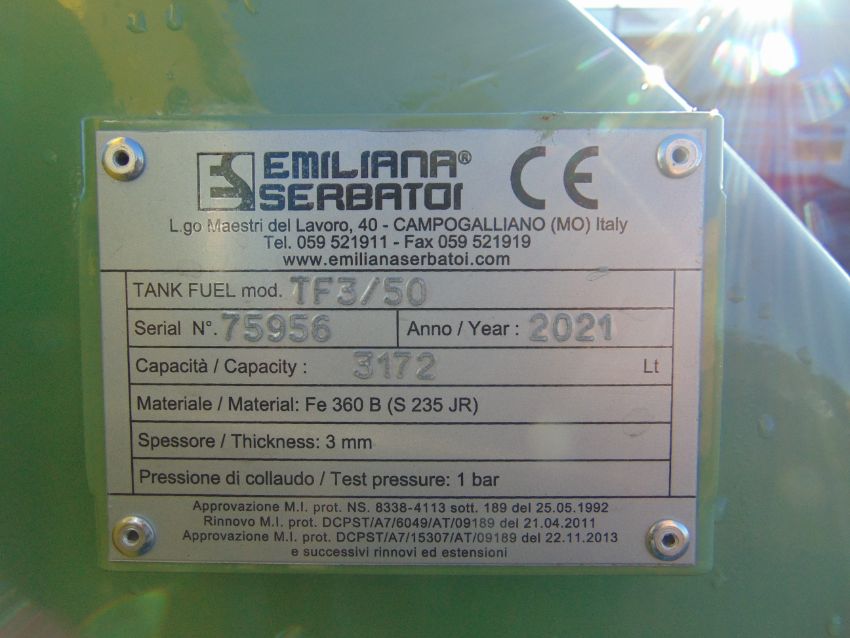 EMILIANA®
SERBATOI
CE
L.go Maestri del Lavoro, 40 - CAMPOGALLIANO (MO) Italy
Tel. 059 521911 - Fax 059 521919
www.emilianaserbatoi.com
TANK FUEL mod. TF3/50
Serial N°. 75956 Anno / Year : 2021
Capacità / Capacity : 3172 Lt
Materiale / Material: Fe 360 B (S 235 JR)
Spessore / Thickness: 3 mm
Pressione di collaudo / Test pressure: 1 bar
Approvazione M.I. prot. NS. 8338-4113 sott. 189 del 25.05.1992
Rinnovo M.I. prot. DCPST/A7/6049/AT/09189 del 21.04.2011
Approvazione M.I. prot. DCPST/A7/15307/AT/09189 del 22.11.2013
e successivi rinnovi ed estensioni